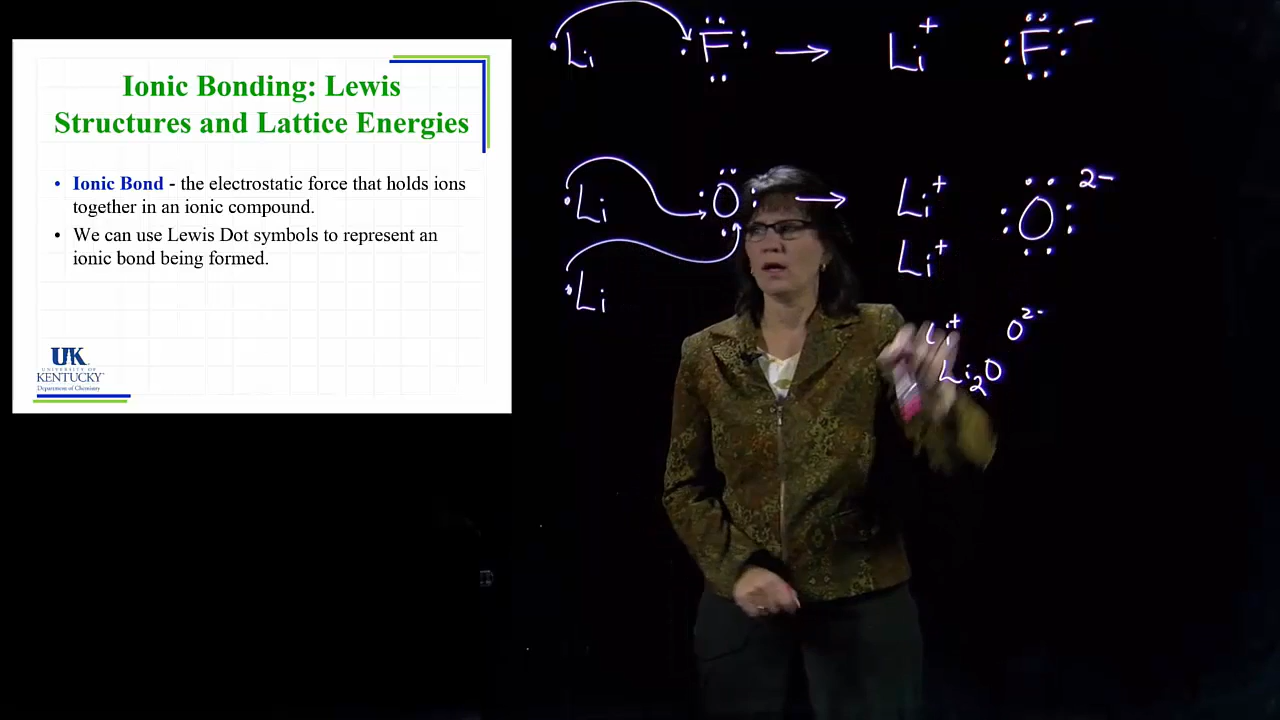 Ionic Bonding: Lewis
Structures and Lattice Energies
• Ionic Bond - the electrostatic force that holds ions
together in an ionic compound.
• We can use Lewis Dot symbols to represent an
ionic bond being formed.
UK
UNIVERSITY OF
KENTUCKY
Department of Chemistry
Li F → Li⁺ F⁻
Li O → Li⁺ O²⁻
Li Li⁺
Li⁺ O²⁻
Li₂O